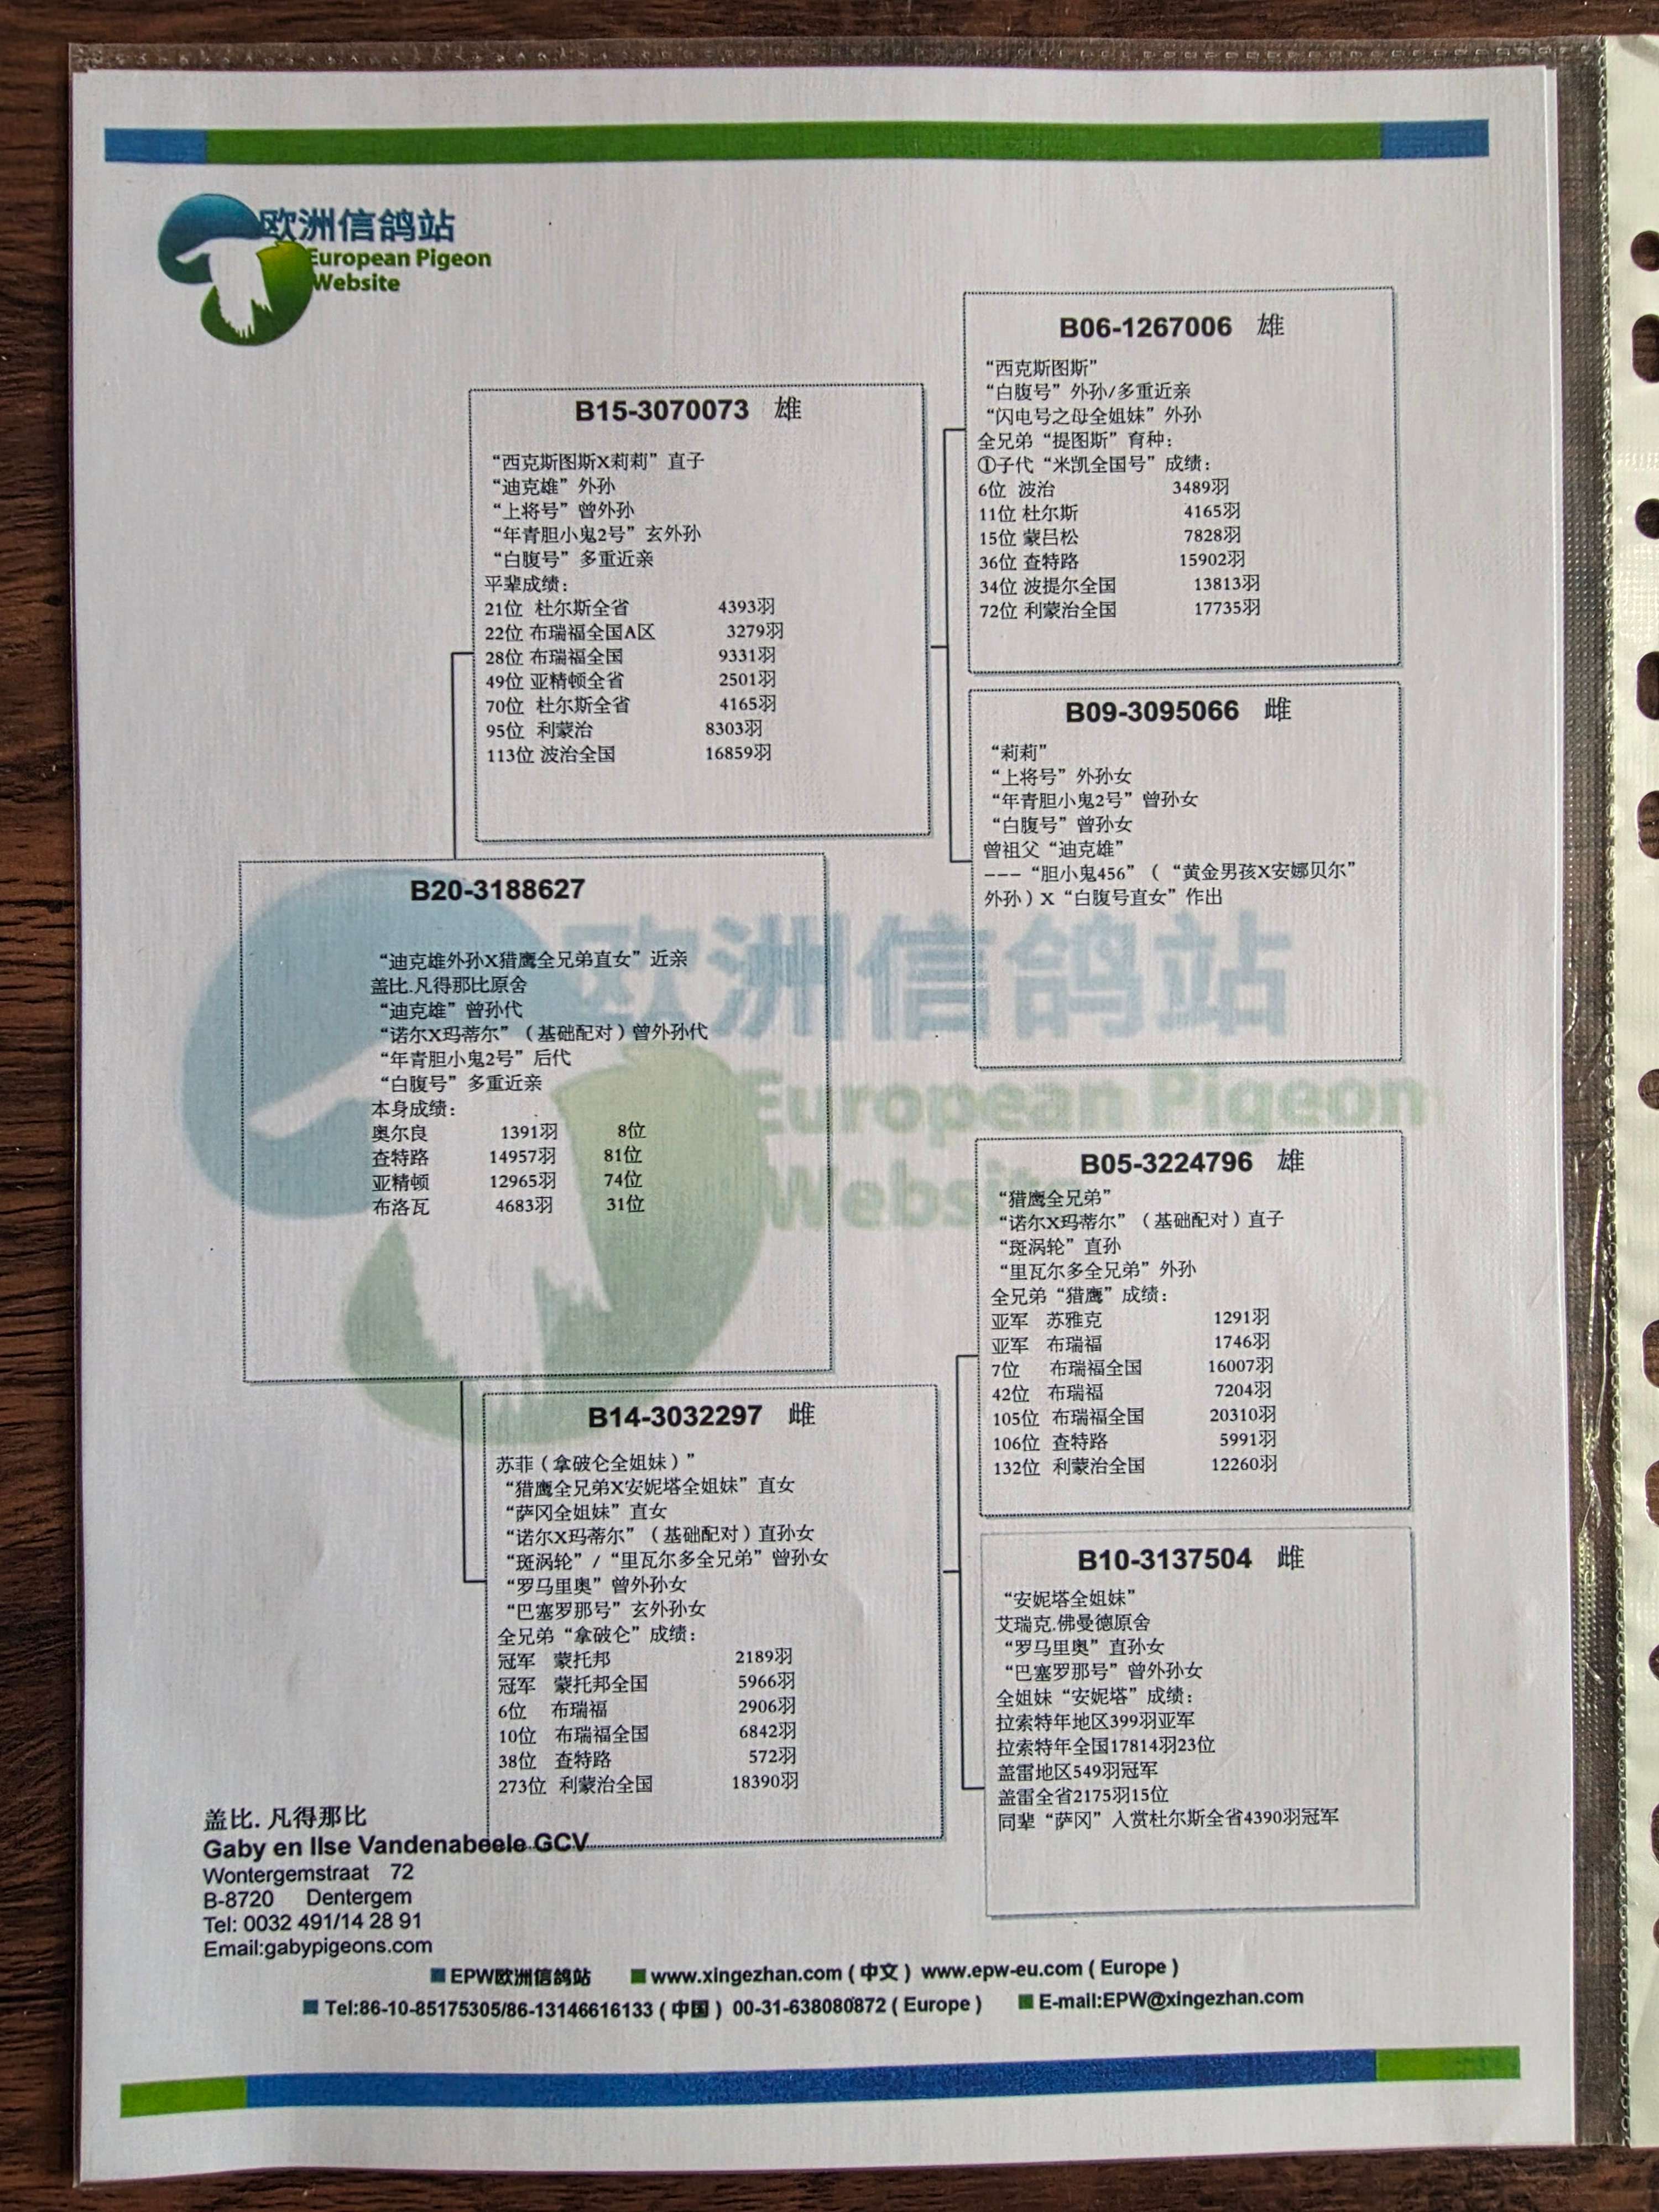 欧洲信鸽站
European Pigeon
Website
B06-1267006 雄
“西克斯图斯”
“白腹号”外孙/多重近亲
“闪电号之母全姐妹”外孙
全兄弟“提图斯”育种：
①子代“米凯全国号”成绩：
6位 波治 3489羽
11位 杜尔斯 4165羽
15位 蒙吕松 7828羽
36位 查特路 15902羽
34位 波提尔全国 13813羽
72位 利蒙治全国 17735羽
B15-3070073 雄
“西克斯图斯X莉莉”直子
“迪克雄”外孙
“上将号”曾外孙
“年青胆小鬼2号”玄外孙
“白腹号”多重近亲
平辈成绩：
21位 杜尔斯全省 4393羽
22位 布瑞福全国A区 3279羽
28位 布瑞福全国 9331羽
49位 亚精顿全省 2501羽
70位 杜尔斯全省 4165羽
95位 利蒙治 8303羽
113位 波治全国 16859羽
B09-3095066 雌
“莉莉”
“上将号”外孙女
“年青胆小鬼2号”曾孙女
“白腹号”曾孙女
曾祖父“迪克雄”
---“胆小鬼456”（“黄金男孩X安娜贝尔”
外孙）X“白腹号直女”作出
B20-3188627
“迪克雄外孙X猎鹰全兄弟直女”近亲
盖比.凡得那比原舍
“迪克雄”曾孙代
“诺尔X玛蒂尔”（基础配对）曾外孙代
“年青胆小鬼2号”后代
“白腹号”多重近亲
本身成绩：
奥尔良 1391羽 8位
查特路 14957羽 81位
亚精顿 12965羽 74位
布洛瓦 4683羽 31位
欧洲信鸽站
European Pigeon
Website
B05-3224796 雄
“猎鹰全兄弟”
“诺尔X玛蒂尔”（基础配对）直子
“斑涡轮”直孙
“里瓦尔多全兄弟”外孙
全兄弟“猎鹰”成绩：
亚军 苏雅克 1291羽
亚军 布瑞福 1746羽
7位 布瑞福全国 16007羽
42位 布瑞福 7204羽
105位 布瑞福全国 20310羽
106位 查特路 5991羽
132位 利蒙治全国 12260羽
B14-3032297 雌
苏菲（拿破仑全姐妹）”
“猎鹰全兄弟X安妮塔全姐妹”直女
“萨冈全姐妹”直女
“诺尔X玛蒂尔”（基础配对）直孙女
“斑涡轮”/“里瓦尔多全兄弟”曾孙女
“罗马里奥”曾外孙女
“巴塞罗那号”玄外孙女
全兄弟“拿破仑”成绩：
冠军 蒙托邦 2189羽
冠军 蒙托邦全国 5966羽
6位 布瑞福 2906羽
10位 布瑞福全国 6842羽
38位 查特路 572羽
273位 利蒙治全国 18390羽
B10-3137504 雌
“安妮塔全姐妹”
艾瑞克.佛曼德原舍
“罗马里奥”直孙女
“巴塞罗那号”曾外孙女
全姐妹“安妮塔”成绩：
拉索特年地区399羽亚军
拉索特年全国17814羽23位
盖雷地区549羽冠军
盖雷全省2175羽15位
同辈“萨冈”入赏杜尔斯全省4390羽冠军
盖比. 凡得那比
Gaby en Ilse Vandenabeele GCV
Wontergemstraat 72
B-8720 Dentergem
Tel: 0032 491/14 28 91
Email:gabypigeons.com
EPW欧洲信鸽站 www.xingezhan.com（中文）www.epw-eu.com ( Europe )
Tel:86-10-85175305/86-13146616133（中国）00-31-638080872 ( Europe ) E-mail:EPW@xingezhan.com